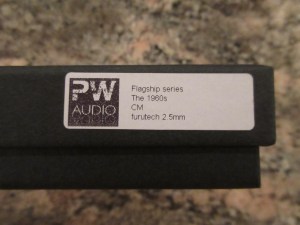 PW
AUDIO
Flagship series
The 1960s
CM
furutech 2.5mm